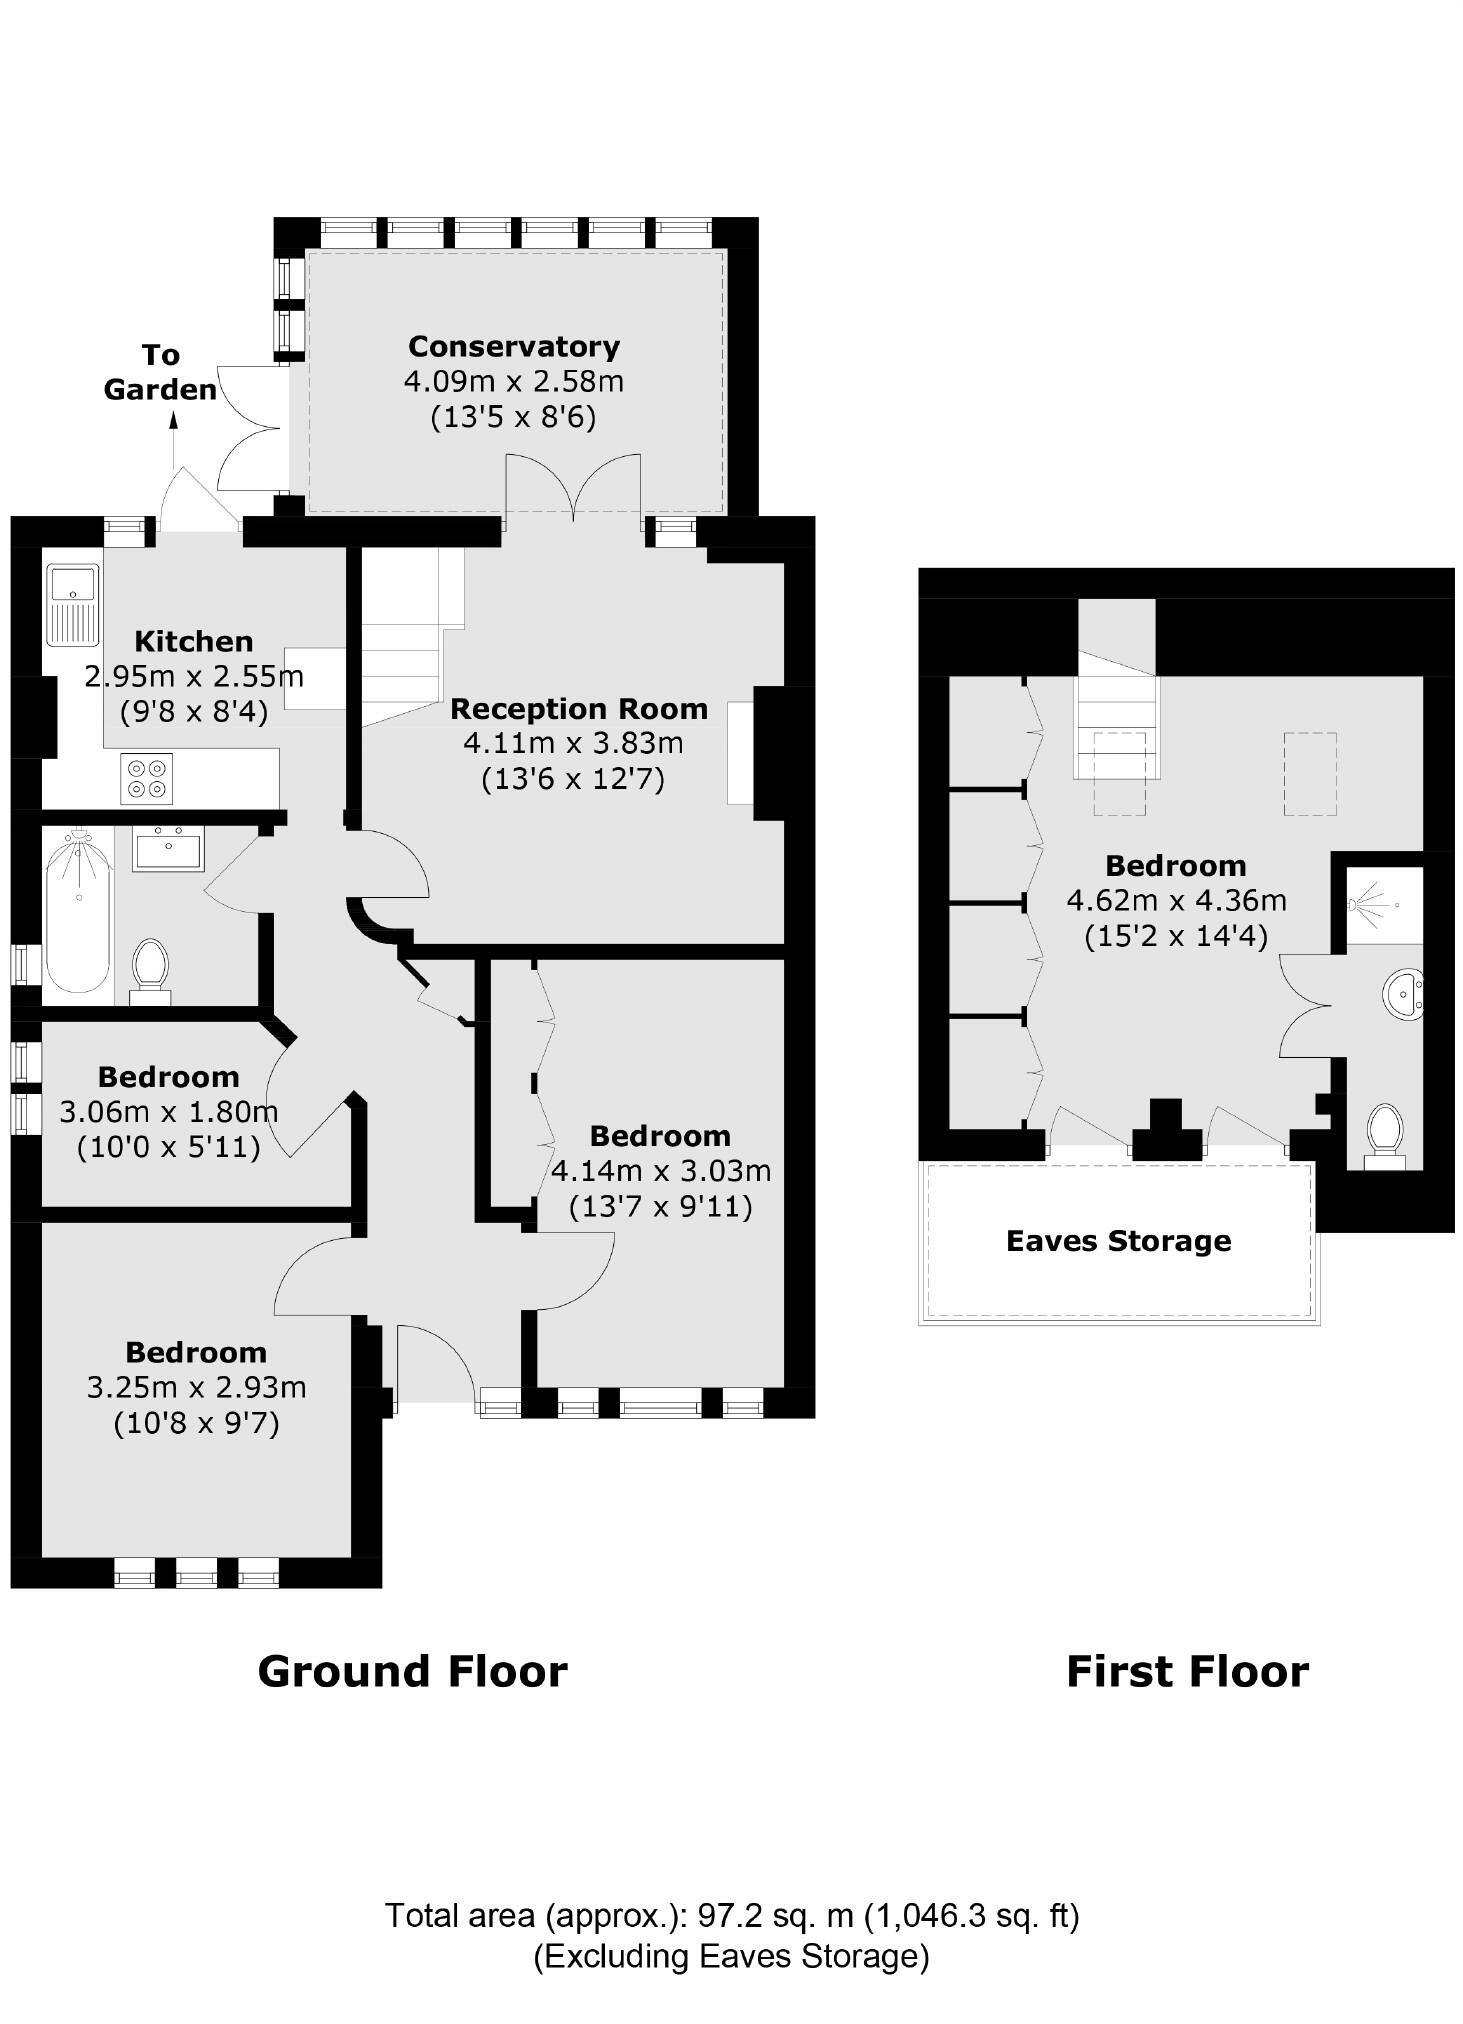 To
Garden
Conservatory
4.09m x 2.58m
(13'5 x 8'6)
Kitchen
2.95m x 2.55m
(9'8 x 8'4)
Reception Room
4.11m x 3.83m
(13'6 x 12'7)
Bedroom
3.06m x 1.80m
(10'0 x 5'11)
Bedroom
4.14m x 3.03m
(13'7 x 9'11)
Bedroom
3.25m x 2.93m
(10'8 x 9'7)
Ground Floor
Bedroom
4.62m x 4.36m
(15'2 x 14'4)
Eaves Storage
First Floor
Total area (approx.): 97.2 sq. m (1,046.3 sq. ft)
(Excluding Eaves Storage)